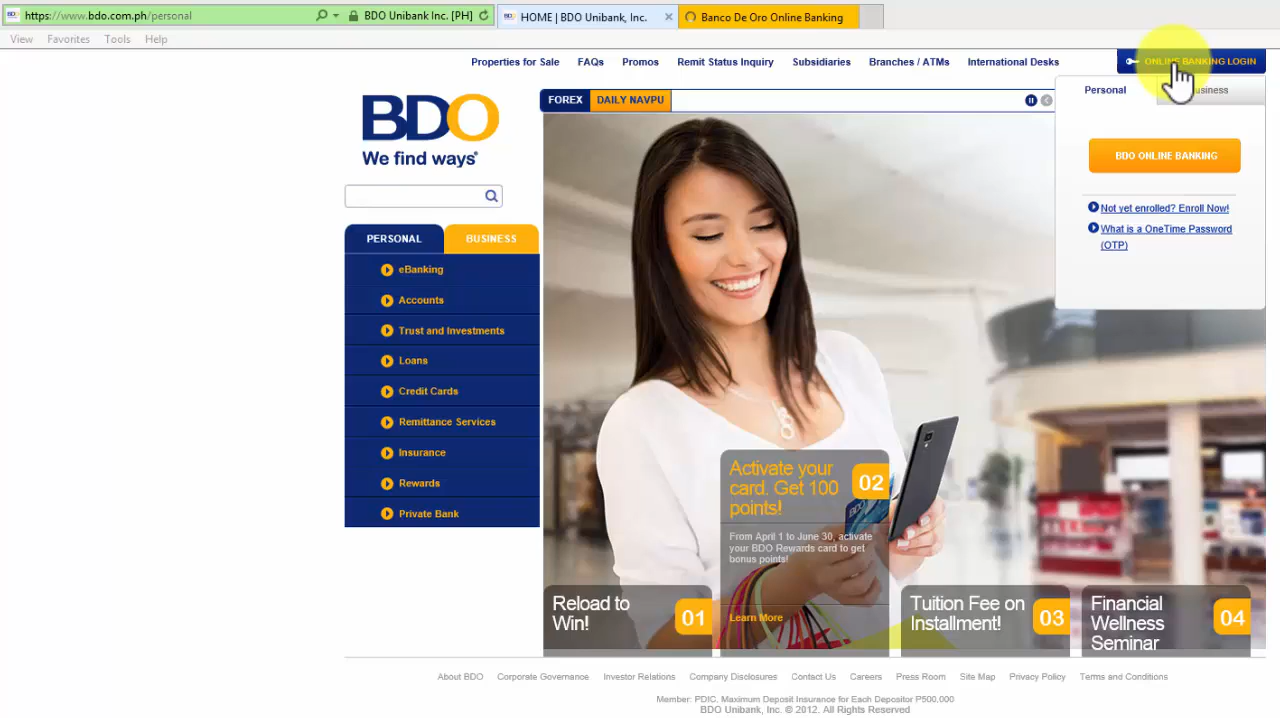 https://www.bdo.com.ph/personal
BDO Unibank Inc. [PH]
HOME | BDO Unibank, Inc.
Banco De Oro Online Banking
View Favorites Tools Help
Properties for Sale FAQs Promos Remit Status Inquiry Subsidiaries Branches / ATMs International Desks
ONLINE BANKING LOGIN
Personal
BDO ONLINE BANKING
Not yet enrolled? Enroll Now!
What is a OneTime Password
(OTP)
BDO
We find ways®
FOREX DAILY NAVPU
PERSONAL BUSINESS
eBanking
Accounts
Trust and Investments
Loans
Credit Cards
Remittance Services
Insurance
Rewards
Private Bank
Reload to
Win!
01
Activate your
card. Get 100
points!
02
From April 1 to June 30, activate
your BDO Rewards card to get
bonus points!
Learn More
BDO
Tuition Fee on
Installment!
03
Financial
Wellness
Seminar
04
About BDO Corporate Governance Investor Relations Company Disclosures Contact Us Careers Press Room Site Map Privacy Policy Terms and Conditions
Member: PDIC. Maximum Deposit Insurance for Each Depositor P500,000
BDO Unibank, Inc. © 2012. All Rights Reserved